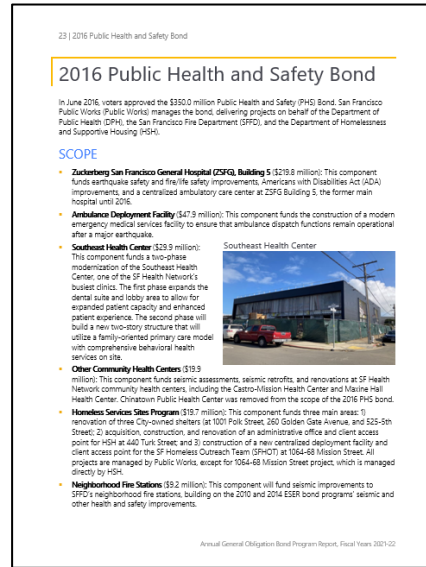 23 | 2016 Public Health and Safety Bond
2016 Public Health and Safety Bond
In June 2016, voters approved the $350.0 million Public Health and Safety (PHS) Bond. San Francisco
Public Works (Public Works) manages the bond, delivering projects on behalf of the Department of
Public Health (DPH), the San Francisco Fire Department (SFFD), and the Department of Homelessness
and Supportive Housing (HSH).
SCOPE
• Zuckerberg San Francisco General Hospital (ZSFG), Building 5 ($219.8 million): This component
funds earthquake safety and fire/life safety improvements, Americans with Disabilities Act (ADA)
improvements, and a centralized ambulatory care center at ZSFG Building 5, the former main
hospital until 2016.
• Ambulance Deployment Facility ($47.9 million): This component funds the construction of a modern
emergency medical services facility to ensure that ambulance dispatch functions remain operational
after a major earthquake.
• Southeast Health Center ($29.9 million):
This component funds a two-phase
modernization of the Southeast Health
Center, one of the SF Health Network's
busiest clinics. The first phase expands the
dental suite and lobby area to allow for
expanded patient capacity and enhanced
patient experience. The second phase will
build a new two-story structure that will
utilize a family-oriented primary care model
with comprehensive behavioral health
services on site.
Southeast Health Center
• Other Community Health Centers ($19.9
million): This component funds seismic assessments, seismic retrofits, and renovations at SF Health
Network community health centers, including the Castro-Mission Health Center and Maxine Hall
Health Center. Chinatown Public Health Center was removed from the scope of the 2016 PHS bond.
• Homeless Services Sites Program ($19.7 million): This component funds three main areas: 1)
renovation of three City-owned shelters (at 1001 Polk Street, 260 Golden Gate Avenue, and 525-5th
Street); 2) acquisition, construction, and renovation of an administrative office and client access
point for HSH at 440 Turk Street; and 3) construction of a new centralized deployment facility and
client access point for the SF Homeless Outreach Team (SFHOT) at 1064-68 Mission Street. All
projects are managed by Public Works, except for 1064-68 Mission Street project, which is managed
directly by HSH.
• Neighborhood Fire Stations ($9.2 million): This component will fund seismic improvements to
SFFD's neighborhood fire stations, building on the 2010 and 2014 ESER bond programs' seismic and
other health and safety improvements.
Annual General Obligation Bond Program Report, Fiscal Years 2021-22